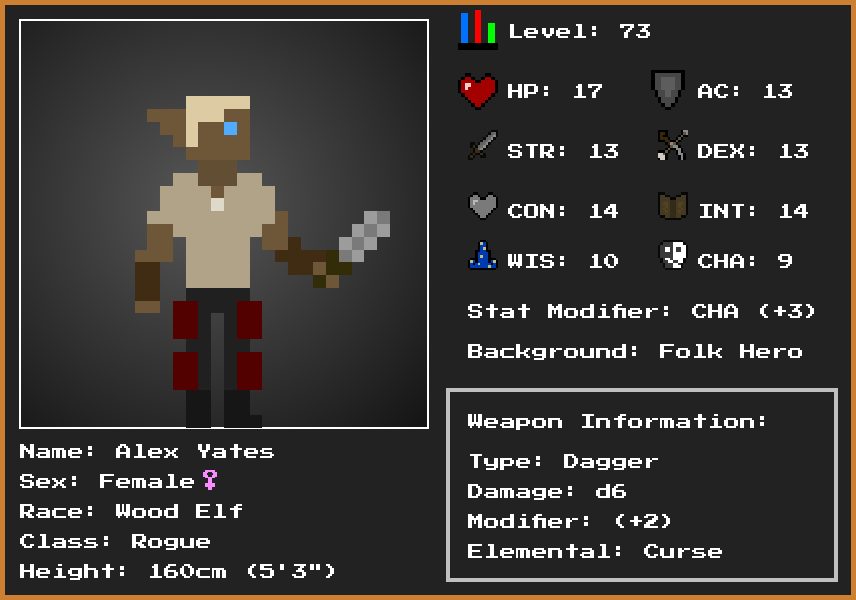 Level: 73
HP: 17
AC: 13
STR: 13
DEX: 13
CON: 14
INT: 14
WIS: 10
CHA: 9
Stat Modifier: CHA (+3)
Background: Folk Hero
Weapon Information:
Type: Dagger
Damage: d6
Modifier: (+2)
Elemental: Curse
Name: Alex Yates
Sex: Female♀
Race: Wood Elf
Class: Rogue
Height: 160cm (5'3")